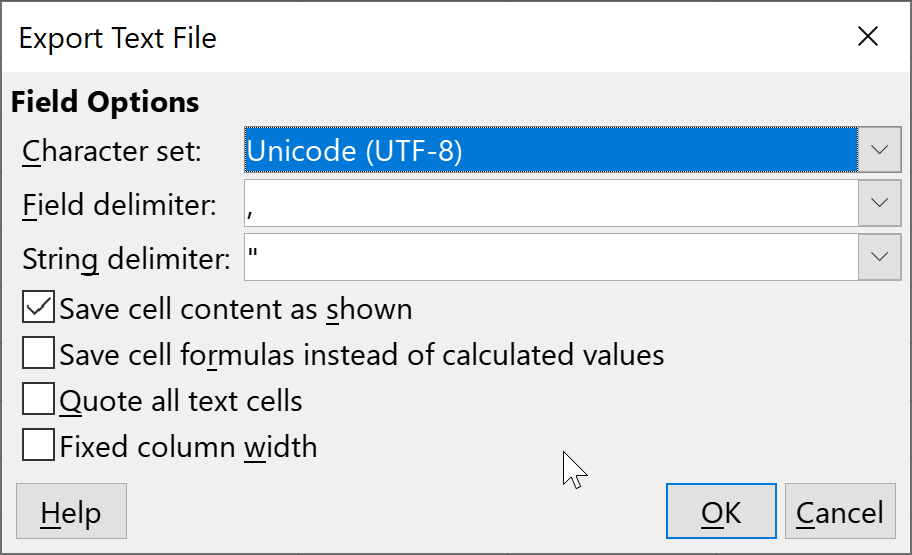 Export Text File
Field Options
Character set: Unicode (UTF-8)
Field delimiter: ,
String delimiter: "
Save cell content as shown
Save cell formulas instead of calculated values
Quote all text cells
Fixed column width
Help OK Cancel